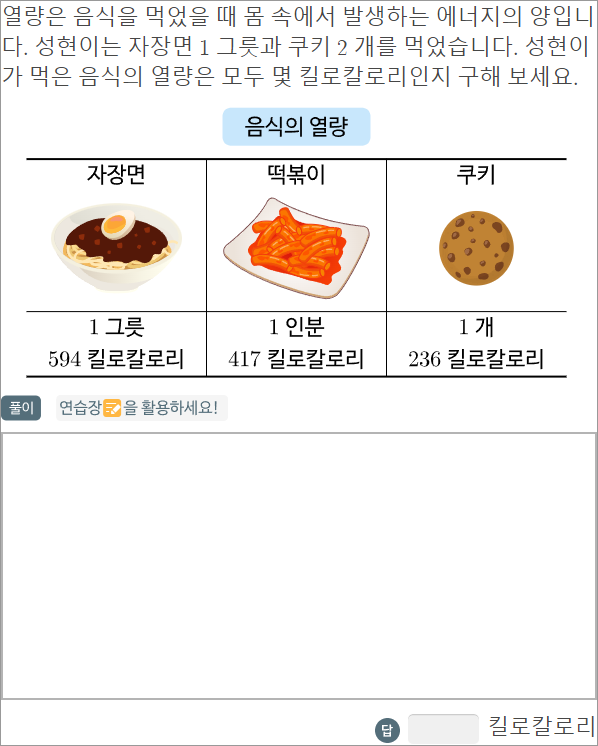 열량은 음식을 먹었을 때 몸 속에서 발생하는 에너지의 양입니
다. 성현이는 자장면 1 그릇과 쿠키 2 개를 먹었습니다. 성현이
가 먹은 음식의 열량은 모두 몇 킬로칼로리인지 구해 보세요.
음식의 열량
자장면 떡볶이 쿠키
1 그릇 1 인분 1 개
594 킬로칼로리 417 킬로칼로리 236 킬로칼로리
풀이 연습장📝을 활용하세요!
답 킬로칼로리